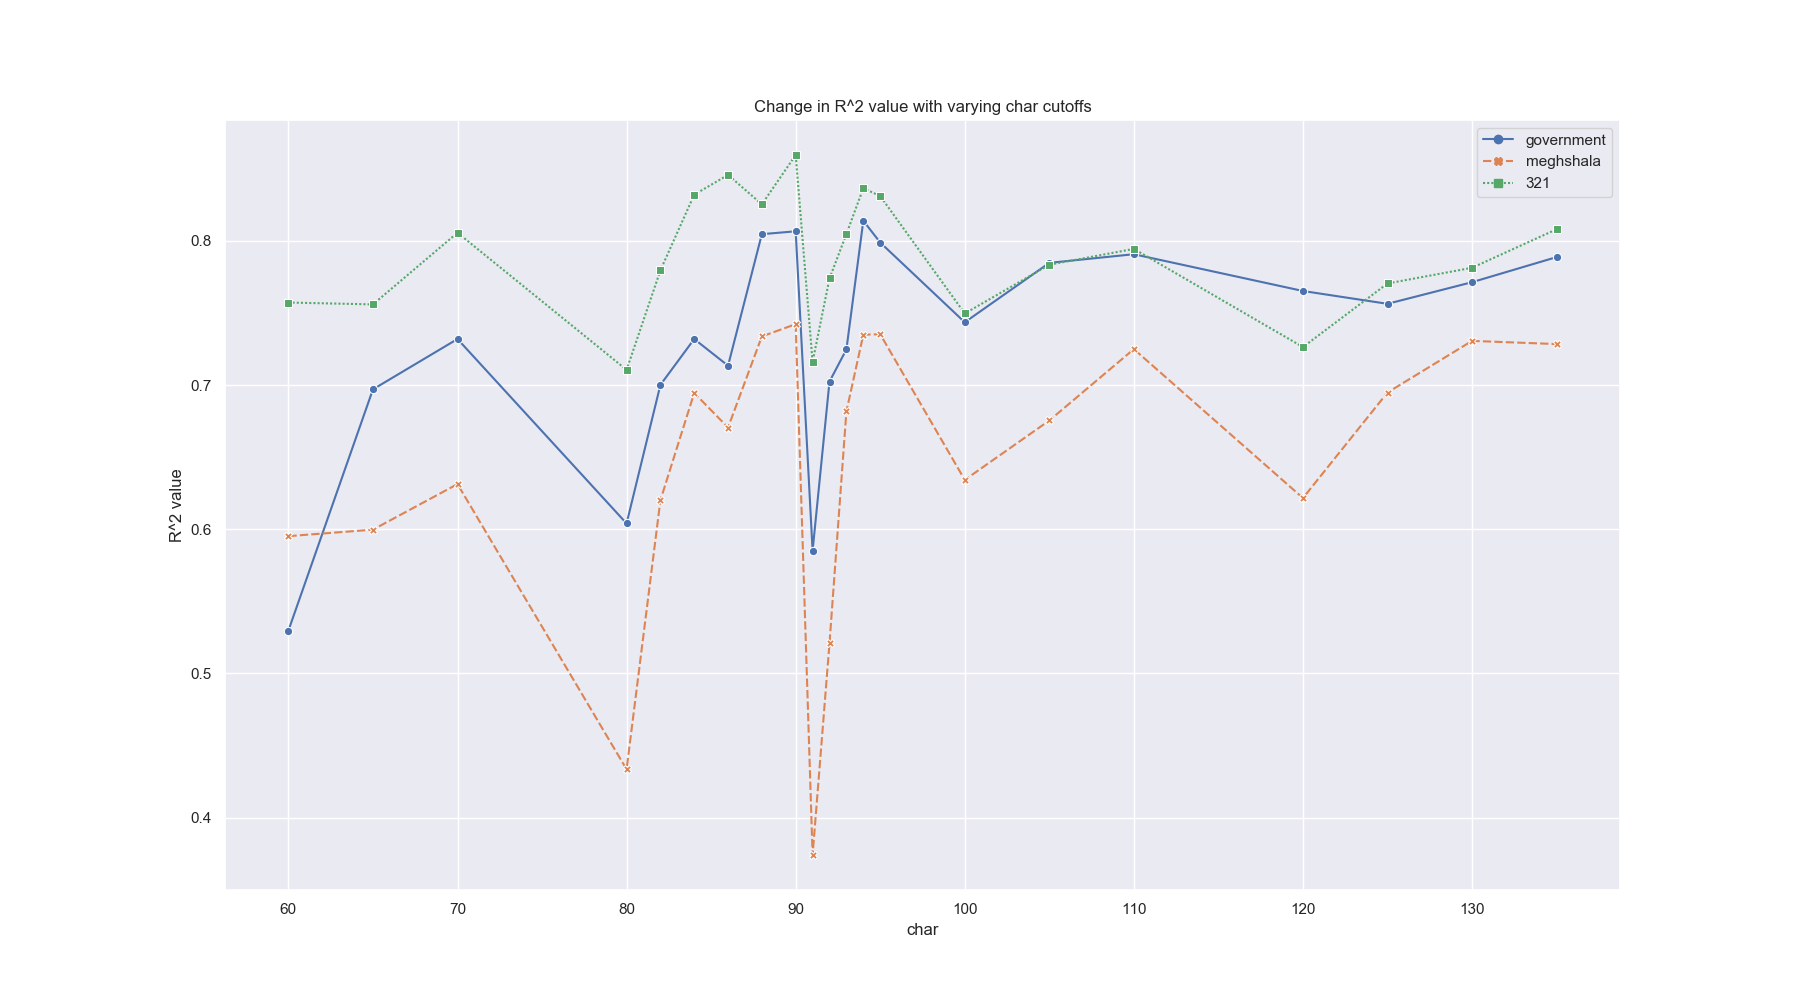 Change in R^2 value with varying char cutoffs
government
meghshala
321
0.8
0.7
0.6
0.5
0.4
R^2 value
60 70 80 90 100 110 120 130
char